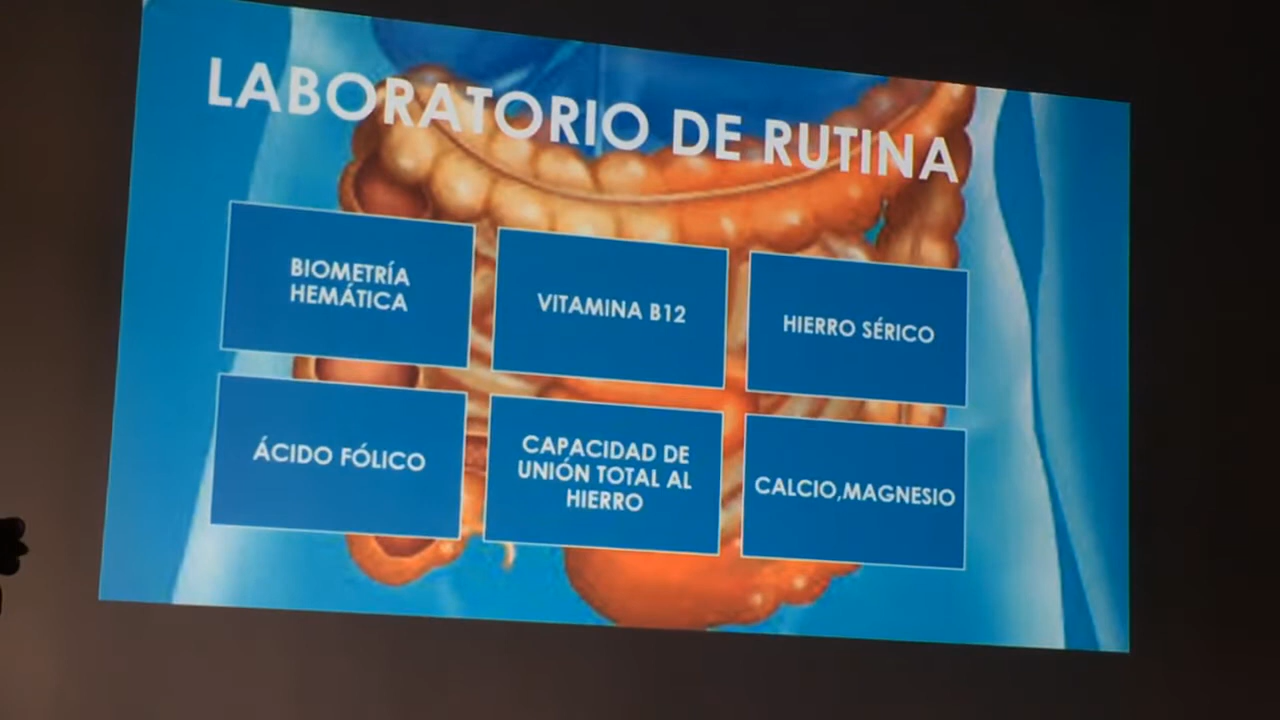 LABORATORIO DE RUTINA
BIOMETRÍA
HEMÁTICA
VITAMINA B12
HIERRO SÉRICO
ÁCIDO FÓLICO
CAPACIDAD DE
UNIÓN TOTAL AL
HIERRO
CALCIO,MAGNESIO